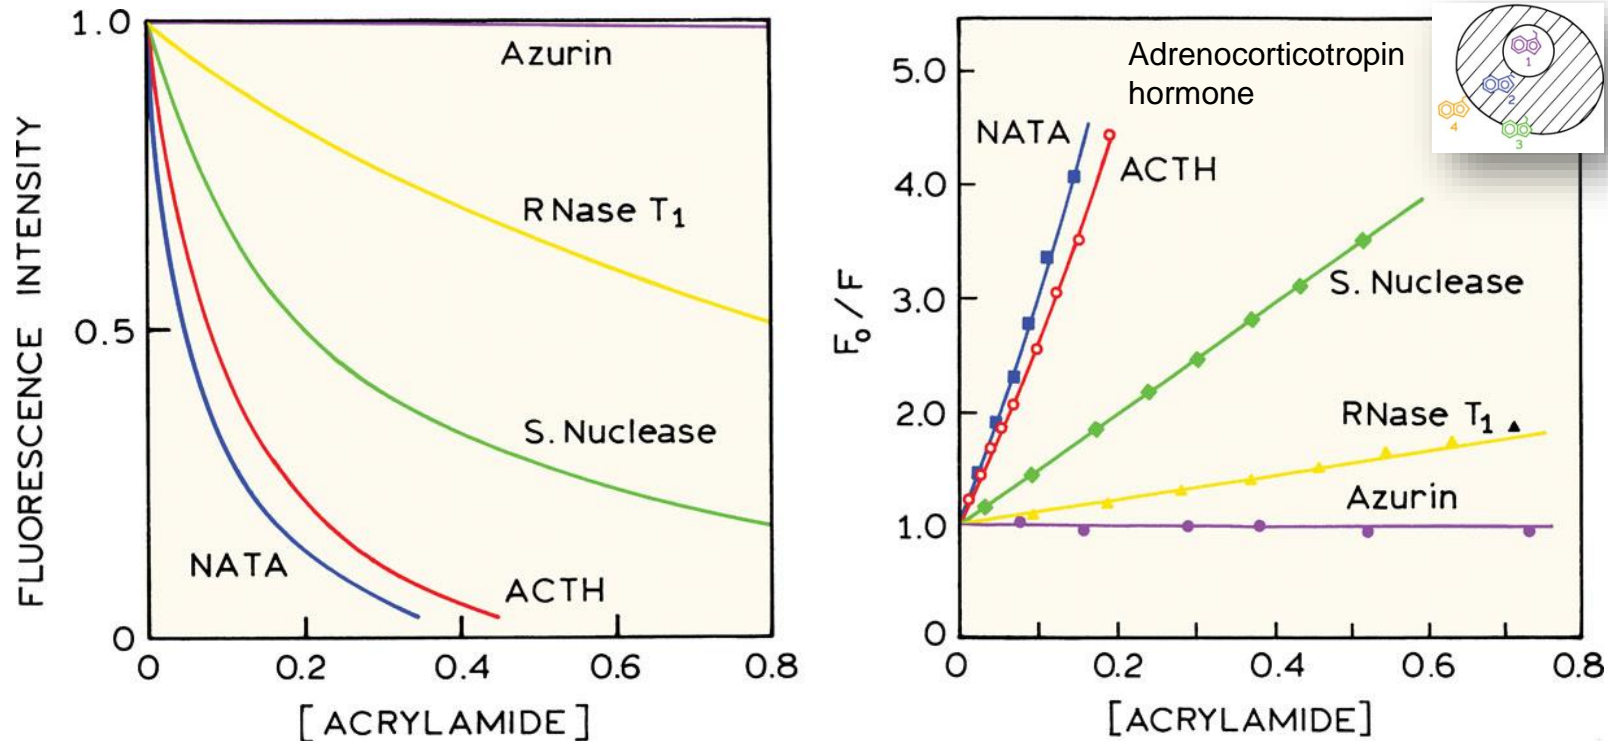 FLUORESCENCE INTENSITY
1.0
0.5
0
Azurin
RNase T1
S. Nuclease
NATA
ACTH
0 0.2 0.4 0.6 0.8
[ACRYLAMIDE]
F0/F
5.0
4.0
3.0
2.0
1.0
0
Adrenocorticotropin
hormone
NATA
ACTH
S. Nuclease
RNase T1
Azurin
0 0.2 0.4 0.6 0.8
[ACRYLAMIDE]
1
2
3
4